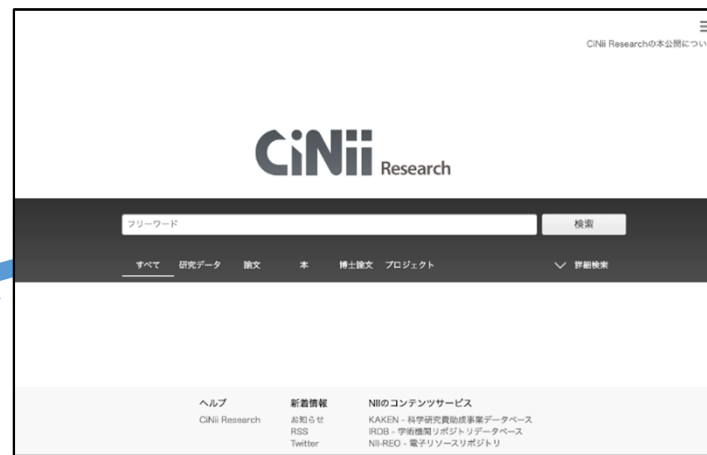 CiNii Researchの本公開につい
CiNii Research
フリーワード
検索
すべて 研究データ 論文 本 博士論文 プロジェクト
詳細検索
ヘルプ 新着情報 NIIのコンテンツサービス
CiNii Research お知らせ KAKEN - 科学研究費助成事業データベース
RSS IRDB - 学術機関リポジトリデータベース
Twitter NII-REO - 電子リソースリポジトリ